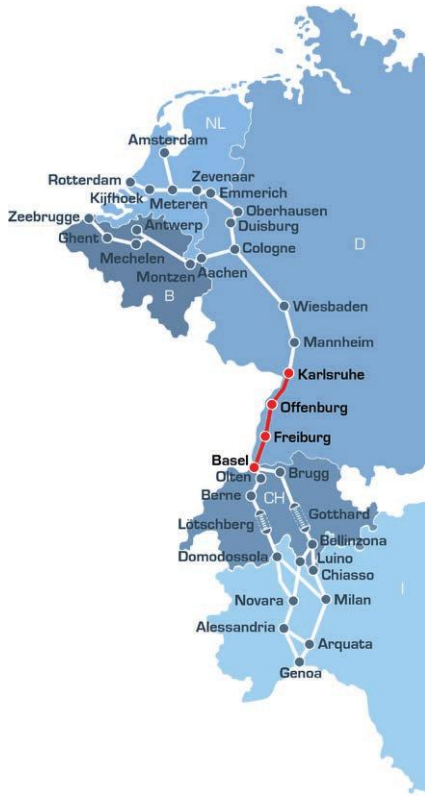 NL
Amsterdam
Rotterdam
Zevenaar
Kijfhoek
Emmerich
Meteren
Oberhausen
Zeebrugge
Antwerp
Duisburg
Ghent
D
Cologne
Mechelen
Aachen
Montzen
B
Wiesbaden
Mannheim
Karlsruhe
Offenburg
Freiburg
Basel
Olten
Brugg
Berne
CH
Gotthard
Lötschberg
Bellinzona
Domodossola
Luino
Chiasso
I
Novara
Milan
Alessandria
Arquata
Genoa